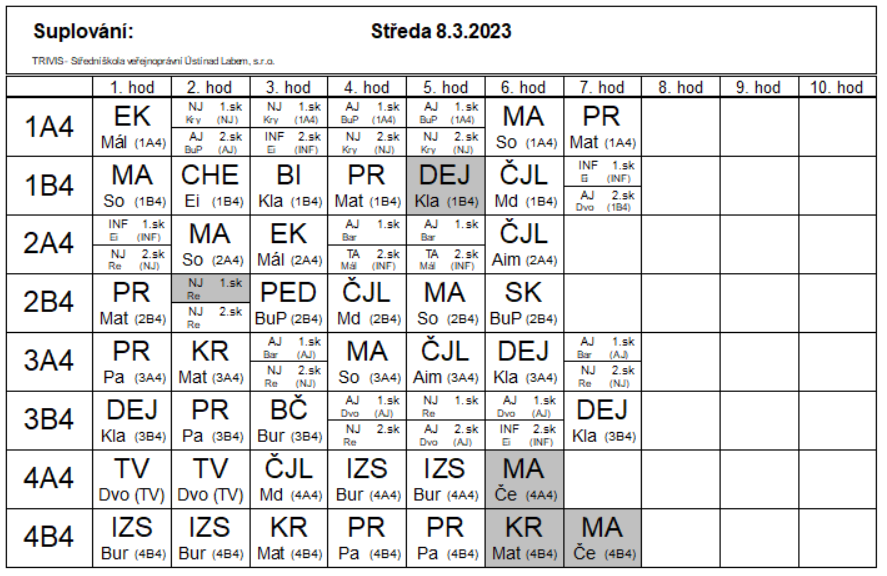 Suplování: Středa 8.3.2023
TRIVIS - Střední škola veřejnoprávní Ústí nad Labem, s.r.o.
1. hod 2. hod 3. hod 4. hod 5. hod 6. hod 7. hod 8. hod 9. hod 10. hod
1A4
EK
Mál (1A4)
NJ 1.sk
Kry (NJ)
AJ 2.sk
BuP (AJ)
NJ 1.sk
Kry (1A4)
INF 2.sk
Ei (INF)
AJ 1.sk
BuP (1A4)
NJ 2.sk
Kry (NJ)
AJ 1.sk
BuP (1A4)
NJ 2.sk
Kry (NJ)
MA
So (1A4)
PR
Mat (1A4)
1B4
MA
So (1B4)
CHE
Ei (1B4)
BI
Kla (1B4)
PR
Mat (1B4)
DEJ
Kla (1B4)
ČJL
Md (1B4)
INF 1.sk
Ei (INF)
AJ 2.sk
Dvo (1B4)
2A4
INF 1.sk
Ei (INF)
NJ 2.sk
Re (NJ)
MA
So (2A4)
EK
Mál (2A4)
AJ 1.sk
Bar
TA 2.sk
Mál (INF)
AJ 1.sk
Bar
TA 2.sk
Mál (INF)
ČJL
Aim (2A4)
2B4
PR
Mat (2B4)
NJ 1.sk
Re
NJ 2.sk
Re
PED
BuP (2B4)
ČJL
Md (2B4)
MA
So (2B4)
SK
BuP (2B4)
3A4
PR
Pa (3A4)
KR
Mat (3A4)
AJ 1.sk
Bar (AJ)
NJ 2.sk
Re (NJ)
MA
So (3A4)
ČJL
Aim (3A4)
DEJ
Kla (3A4)
AJ 1.sk
Bar (AJ)
NJ 2.sk
Re (NJ)
3B4
DEJ
Kla (3B4)
PR
Pa (3B4)
BČ
Bur (3B4)
AJ 1.sk
Dvo (AJ)
NJ 2.sk
Re
NJ 1.sk
Re
AJ 2.sk
Dvo (AJ)
AJ 1.sk
Dvo (AJ)
INF 2.sk
Ei (INF)
DEJ
Kla (3B4)
4A4
TV
Dvo (TV)
TV
Dvo (TV)
ČJL
Md (4A4)
IZS
Bur (4A4)
IZS
Bur (4A4)
MA
Če (4A4)
4B4
IZS
Bur (4B4)
IZS
Bur (4B4)
KR
Mat (4B4)
PR
Pa (4B4)
PR
Pa (4B4)
KR
Mat (4B4)
MA
Če (4B4)